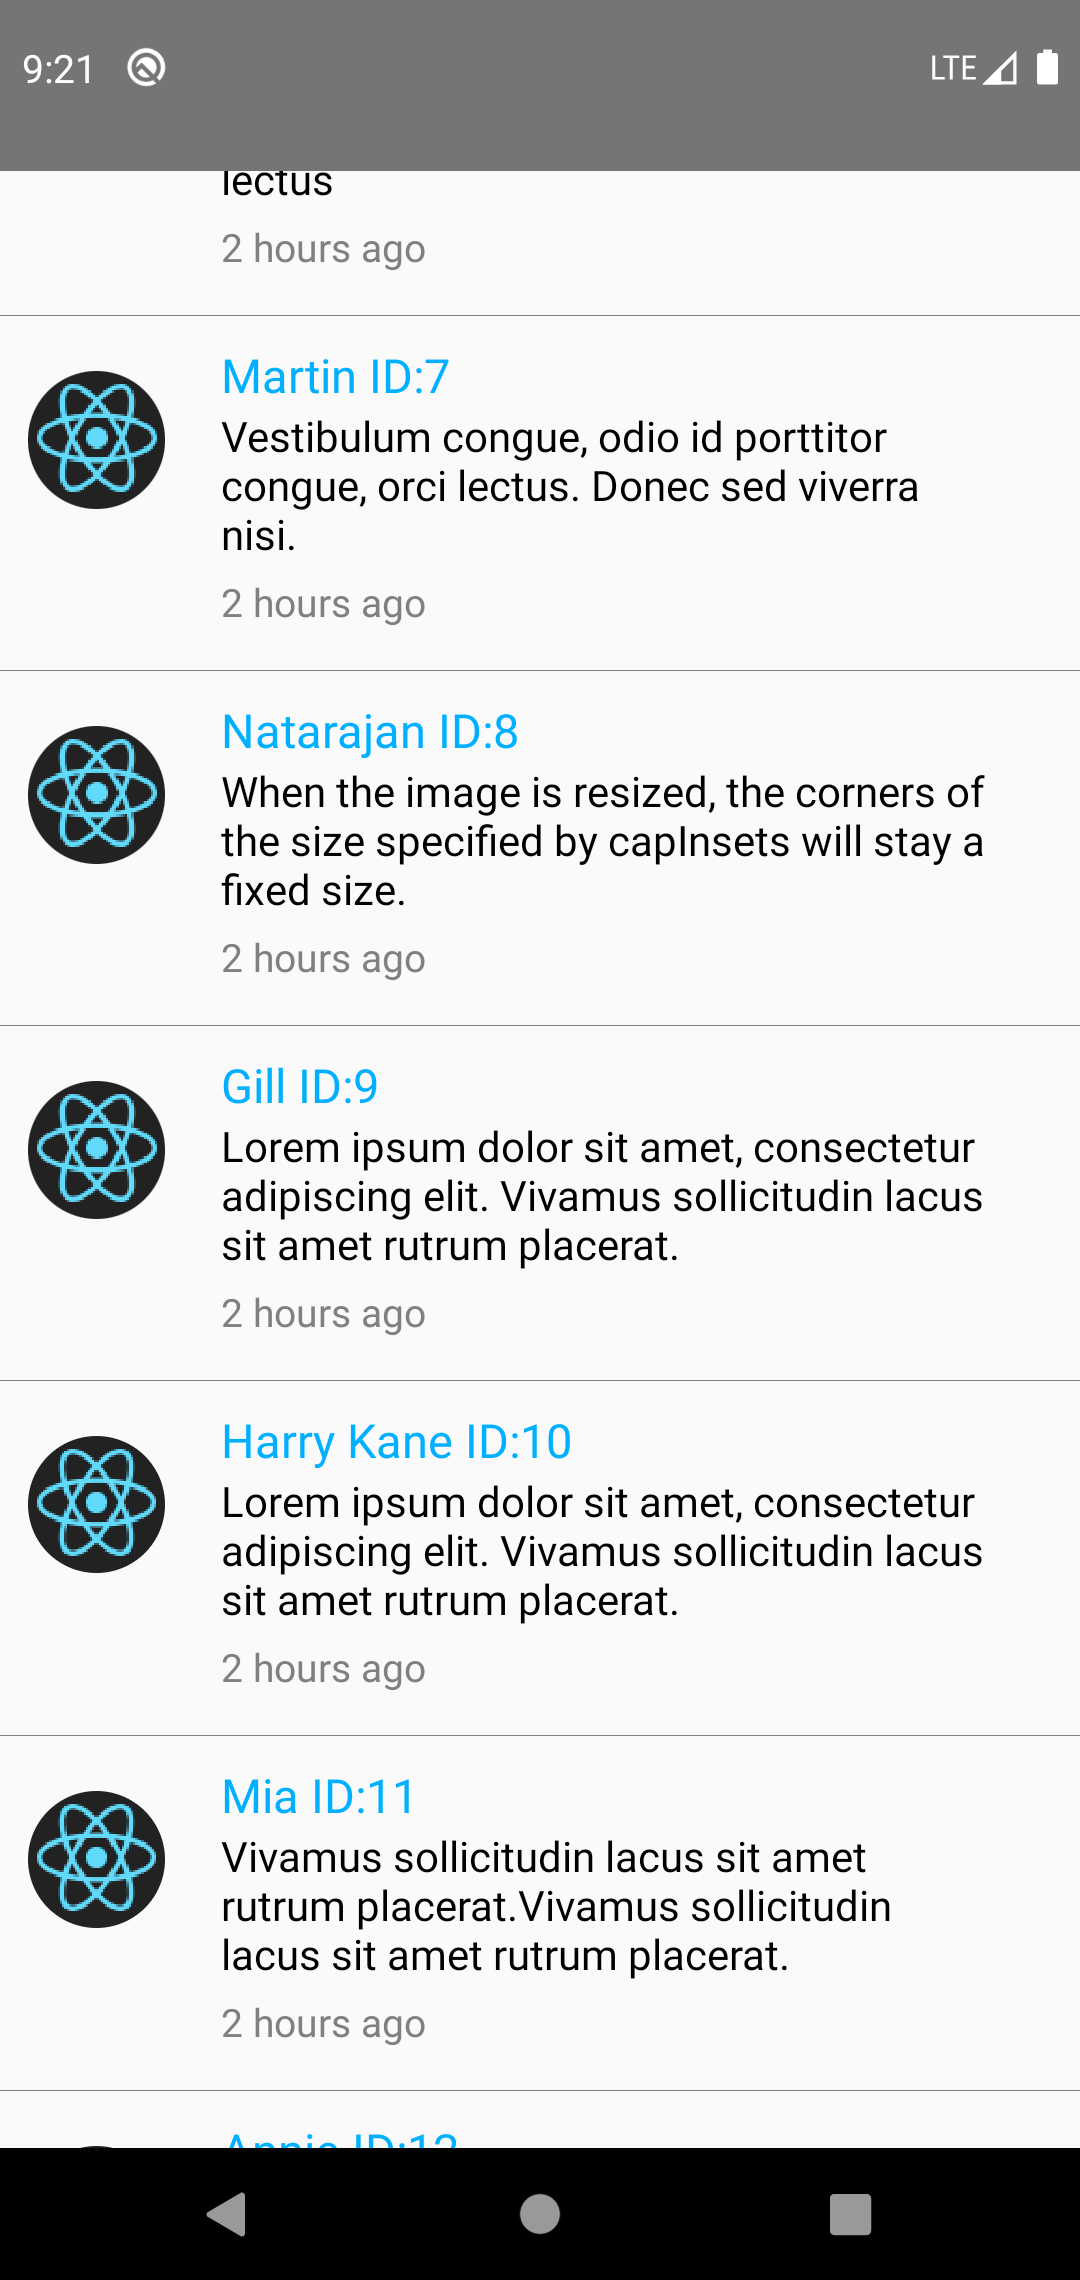 9:21
LTE
lectus
2 hours ago
Martin ID:7
Vestibulum congue, odio id porttitor
congue, orci lectus. Donec sed viverra
nisi.
2 hours ago
Natarajan ID:8
When the image is resized, the corners of
the size specified by capInsets will stay a
fixed size.
2 hours ago
Gill ID:9
Lorem ipsum dolor sit amet, consectetur
adipiscing elit. Vivamus sollicitudin lacus
sit amet rutrum placerat.
2 hours ago
Harry Kane ID:10
Lorem ipsum dolor sit amet, consectetur
adipiscing elit. Vivamus sollicitudin lacus
sit amet rutrum placerat.
2 hours ago
Mia ID:11
Vivamus sollicitudin lacus sit amet
rutrum placerat.Vivamus sollicitudin
lacus sit amet rutrum placerat.
2 hours ago
ID:12